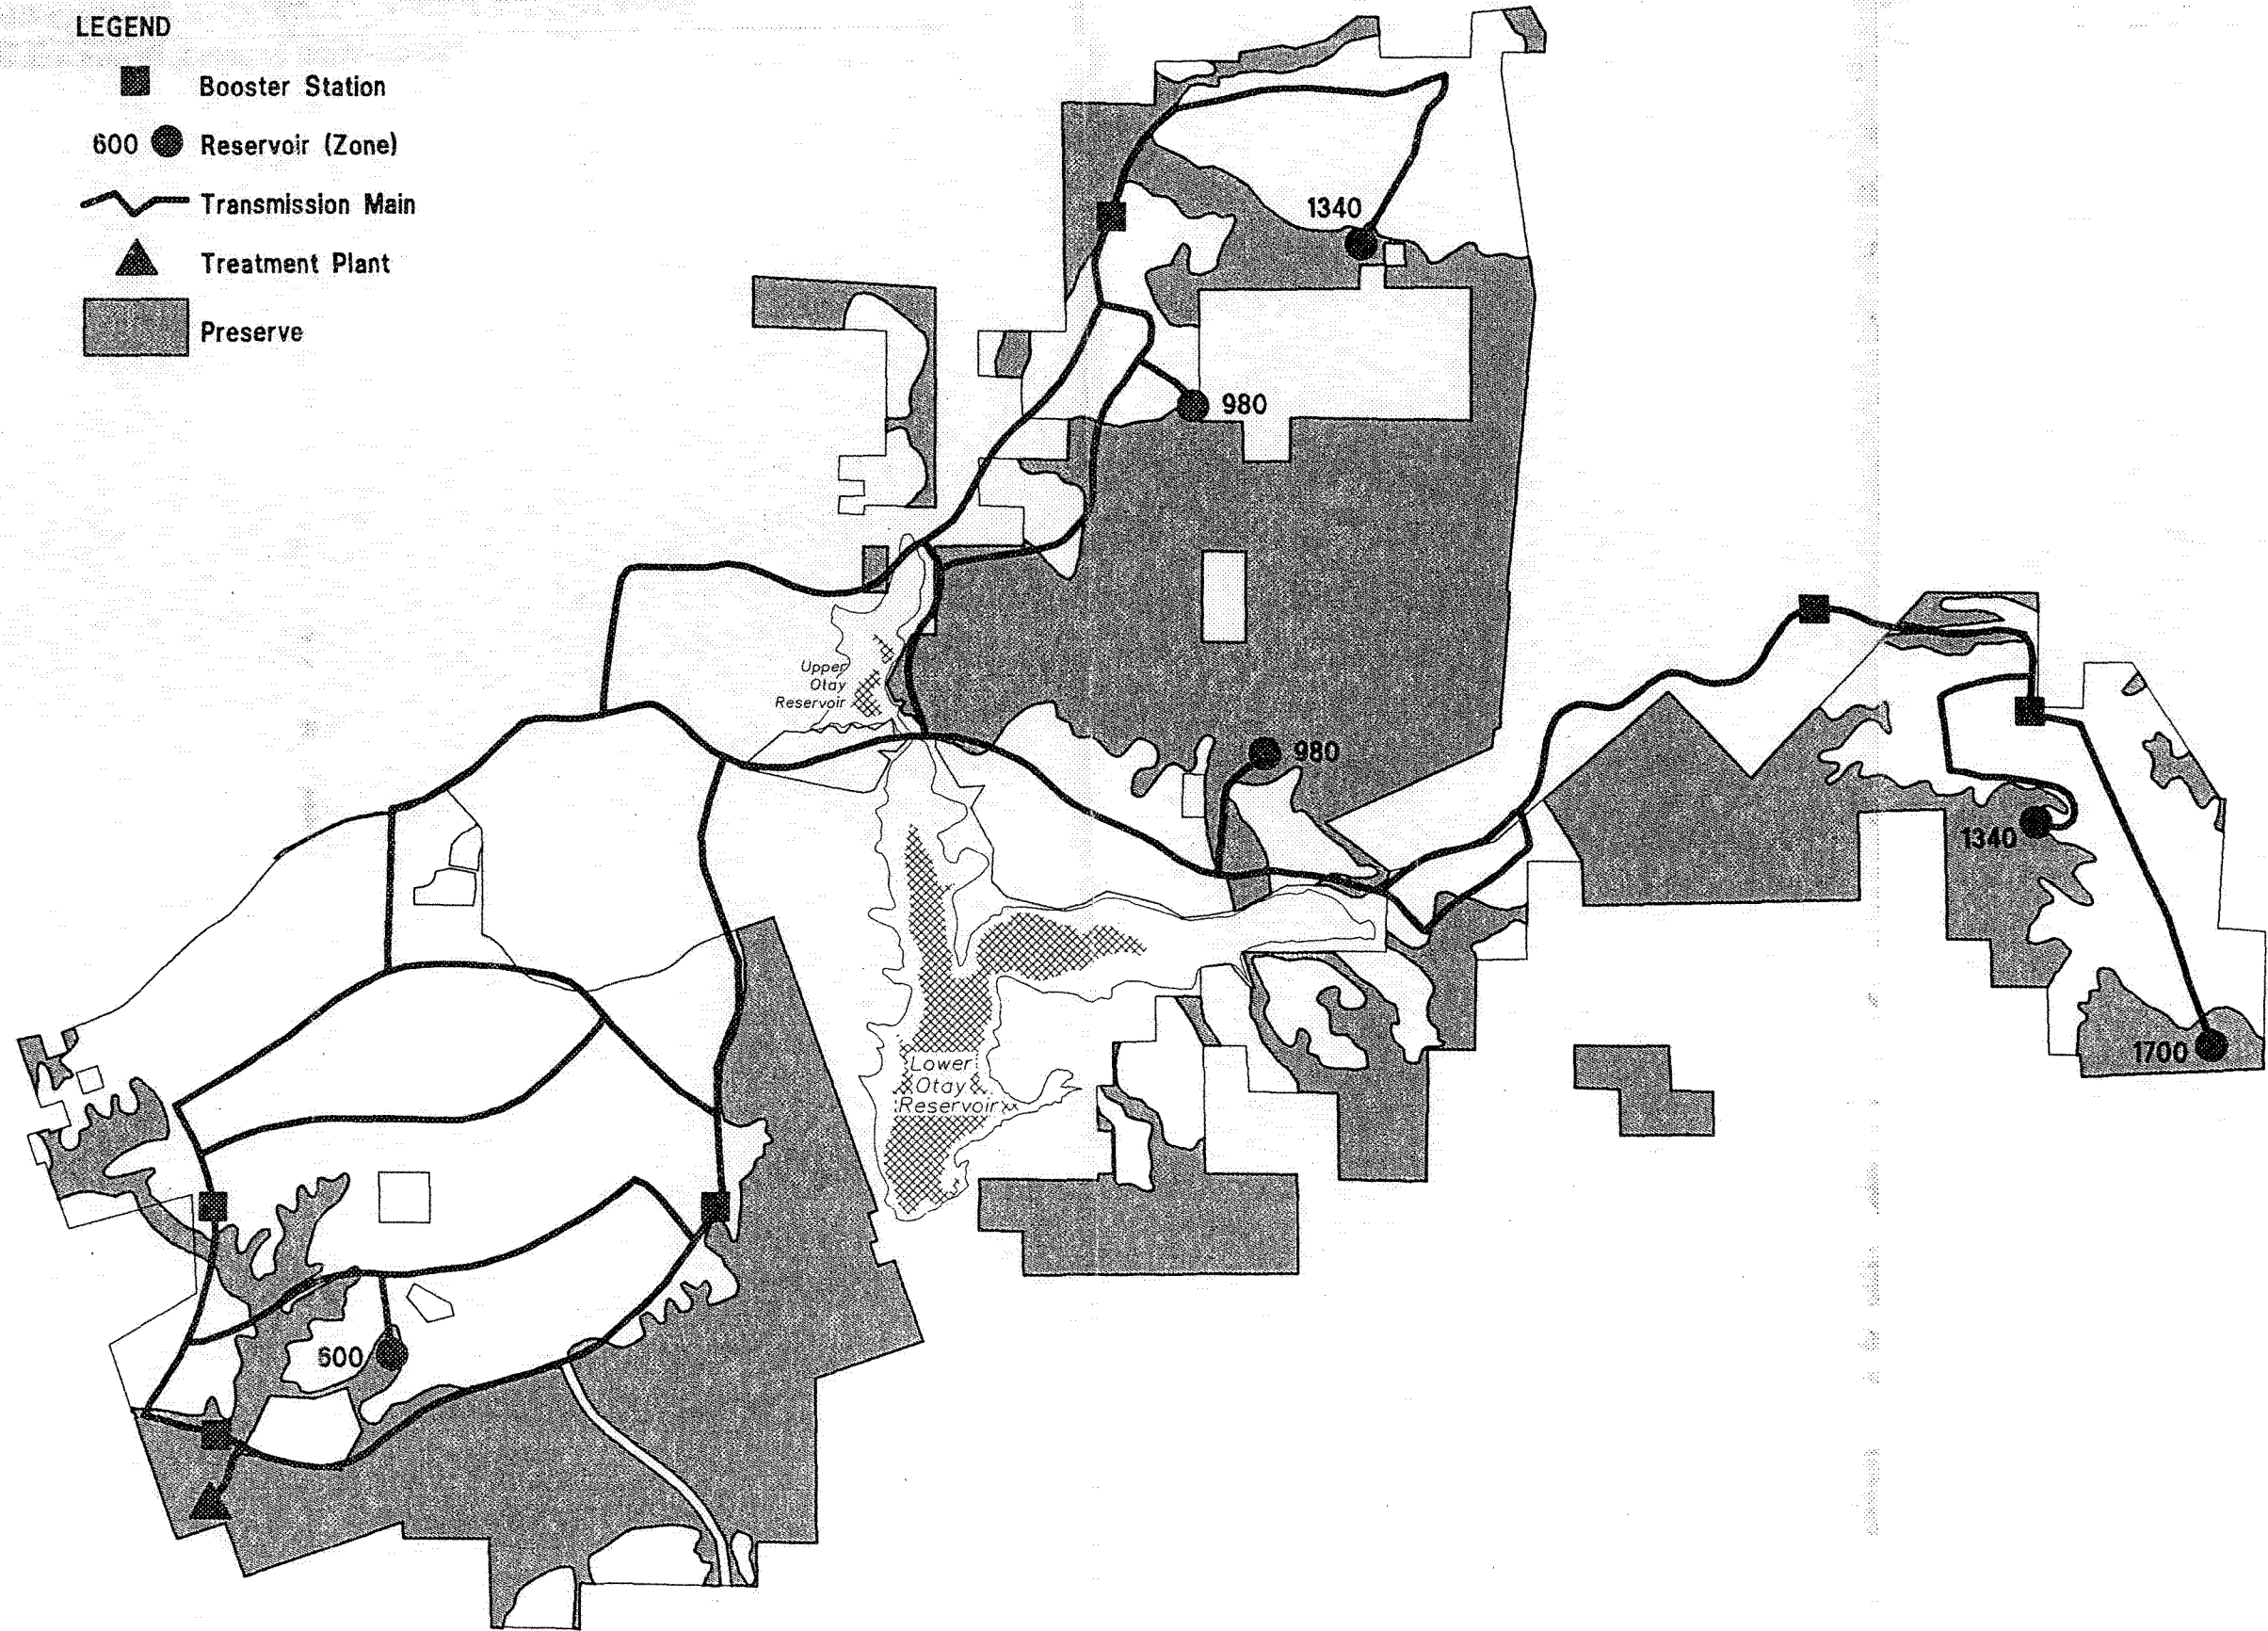 LEGEND
Booster Station
600 Reservoir (Zone)
Transmission Main
Treatment Plant
Preserve
1340
980
Upper
Otay
Reservoir
980
1340
1700
Lower
Otay
Reservoir
600